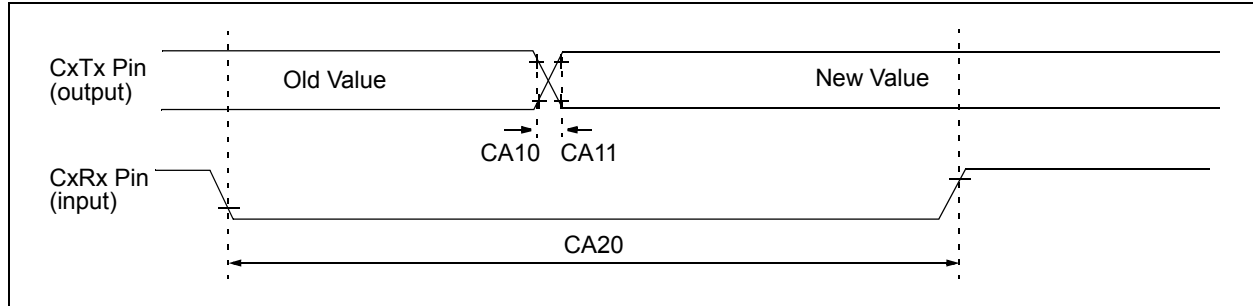 CxTx Pin
(output)
Old Value
New Value
CA10 CA11
CxRx Pin
(input)
CA20